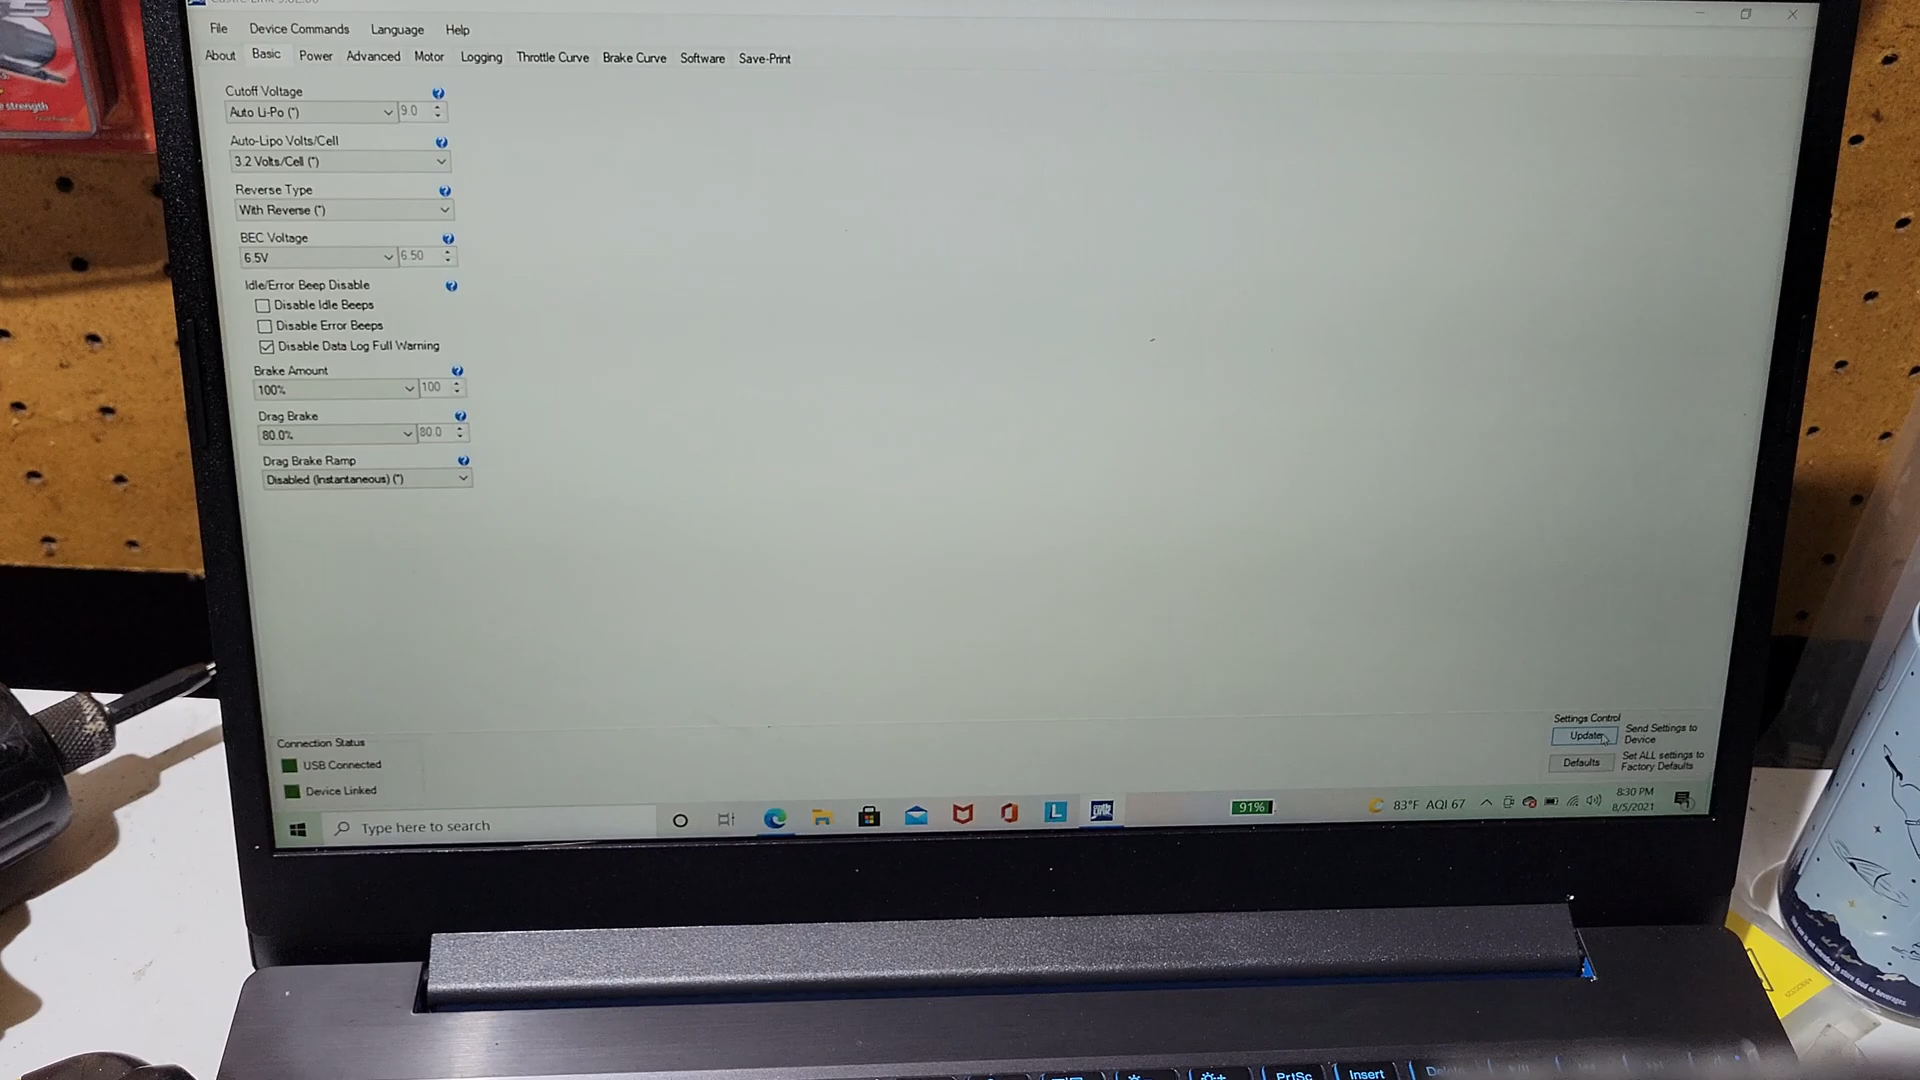 File Device Commands Language Help
About Basic Power Advanced Motor Logging Throttle Curve Brake Curve Software Save-Print
Cutoff Voltage
Auto Li-Po (*) 9.0
Auto-Lipo Volts/Cell
3.2 Volts/Cell (*)
Reverse Type
With Reverse (*)
BEC Voltage
6.5V 6.50
Idle/Error Beep Disable
Disable Idle Beeps
Disable Error Beeps
Disable Data Log Full Warning
Brake Amount
100% 100
Drag Brake
80.0% 80.0
Drag Brake Ramp
Disabled (Instantaneous) (*)
Settings Control
Update Send Settings to
Device
Defaults Set ALL settings to
Factory Defaults
Connection Status
USB Connected
Device Linked
Type here to search
91%
83°F AQI 67
8:30 PM
8/5/2021
strength
PrtSc Insert